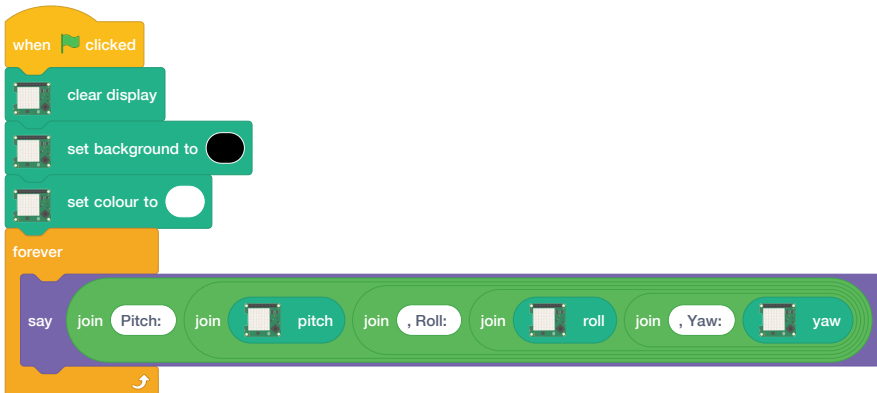 when clicked
clear display
set background to
set colour to
forever
say join Pitch: join pitch join , Roll: join roll join , Yaw: yaw